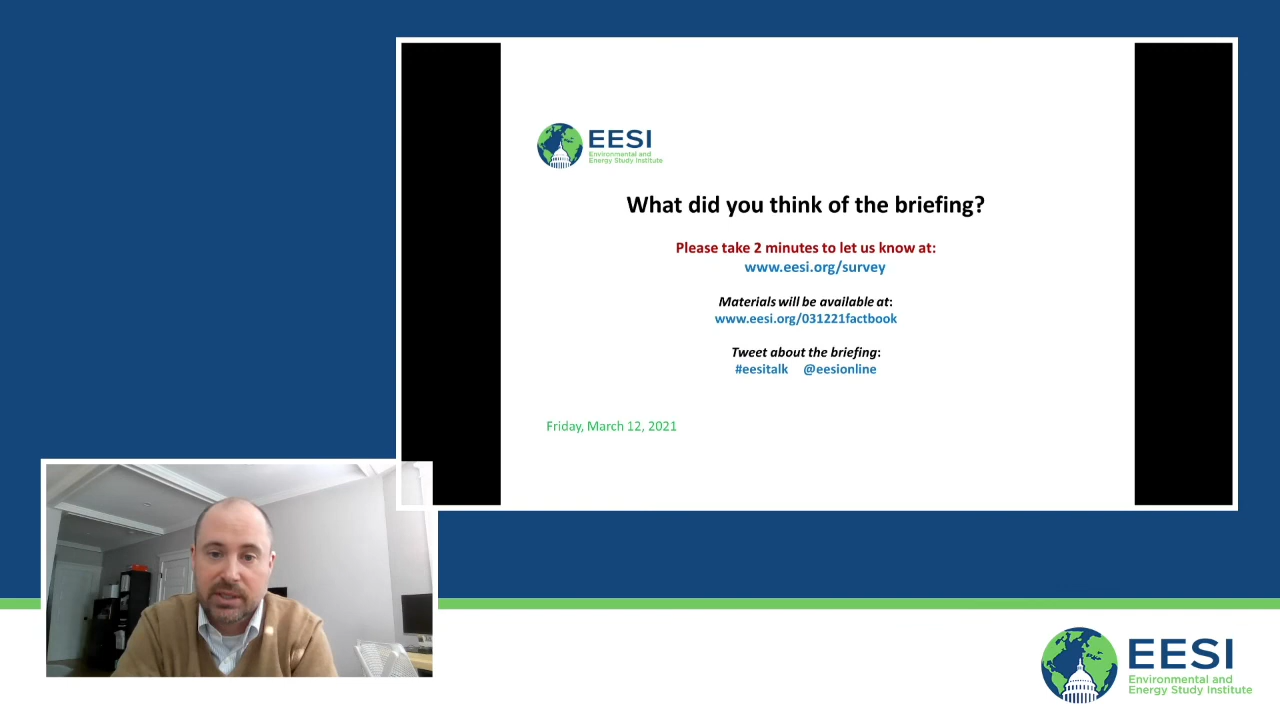 EESI
Environmental and
Energy Study Institute
What did you think of the briefing?
Please take 2 minutes to let us know at:
www.eesi.org/survey
Materials will be available at:
www.eesi.org/031221factbook
Tweet about the briefing:
#eesitalk @eesionline
Friday, March 12, 2021
EESI
Environmental and
Energy Study Institute